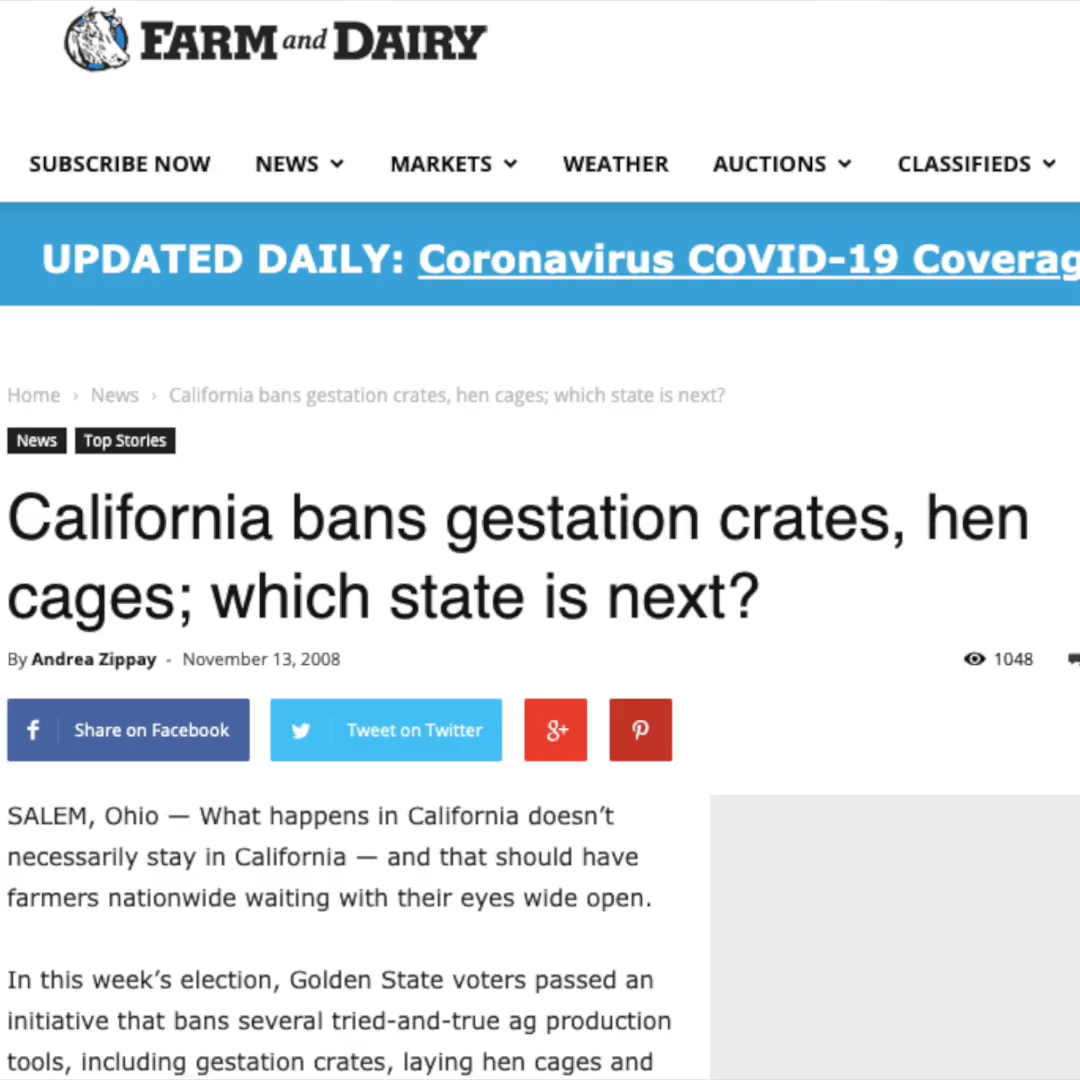 FARM and DAIRY
SUBSCRIBE NOW NEWS MARKETS WEATHER AUCTIONS CLASSIFIEDS
UPDATED DAILY: Coronavirus COVID-19 Coverag
Home › News › California bans gestation crates, hen cages; which state is next?
News Top Stories
California bans gestation crates, hen
cages; which state is next?
By Andrea Zippay - November 13, 2008 1048
f Share on Facebook Tweet on Twitter g+
SALEM, Ohio — What happens in California doesn’t
necessarily stay in California — and that should have
farmers nationwide waiting with their eyes wide open.
In this week’s election, Golden State voters passed an
initiative that bans several tried-and-true ag production
tools, including gestation crates, laying hen cages and